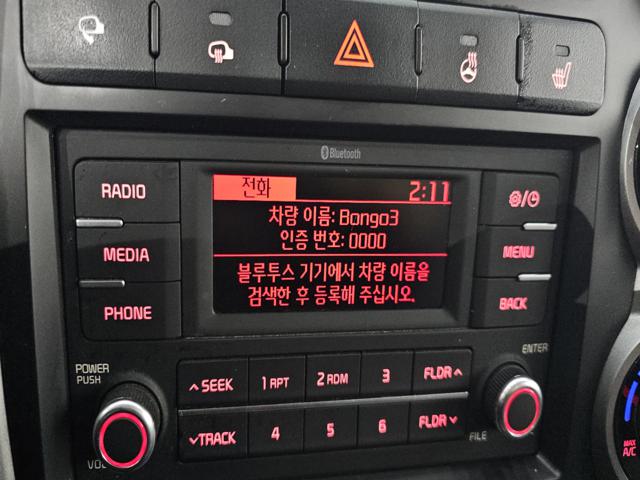 Bluetooth
RADIO
MEDIA
PHONE
전화 2:11
차량 이름: Bongo3
인증 번호: 0000
블루투스 기기에서 차량 이름을
검색한 후 등록해 주십시오.
MENU
BACK
POWER
PUSH
VOL
SEEK 1 RPT 2 RDM 3 FLDR
TRACK 4 5 6 FLDR
ENTER
FILE
MAX
A/C